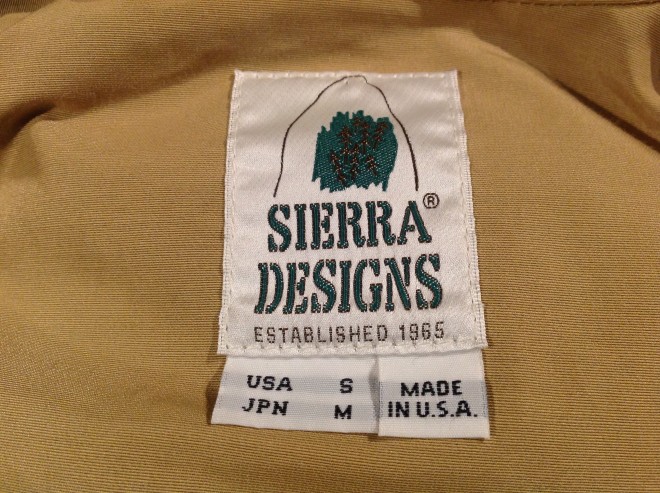 SIERRA®
DESIGNS
ESTABLISHED 1965
USA S
JPN M
MADE
IN U.S.A.